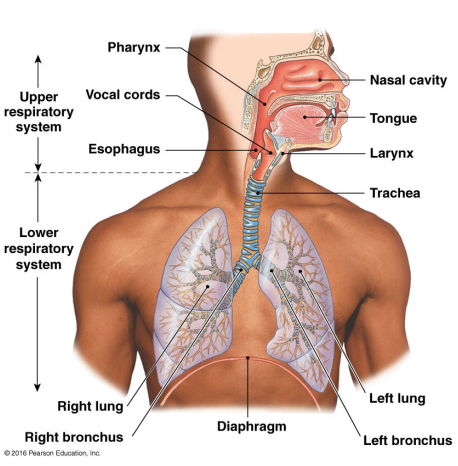 Pharynx
Nasal cavity
Vocal cords
Upper
respiratory
system
Tongue
Esophagus
Larynx
Trachea
Lower
respiratory
system
Right lung
Left lung
Diaphragm
Right bronchus
Left bronchus
© 2016 Pearson Education, Inc.